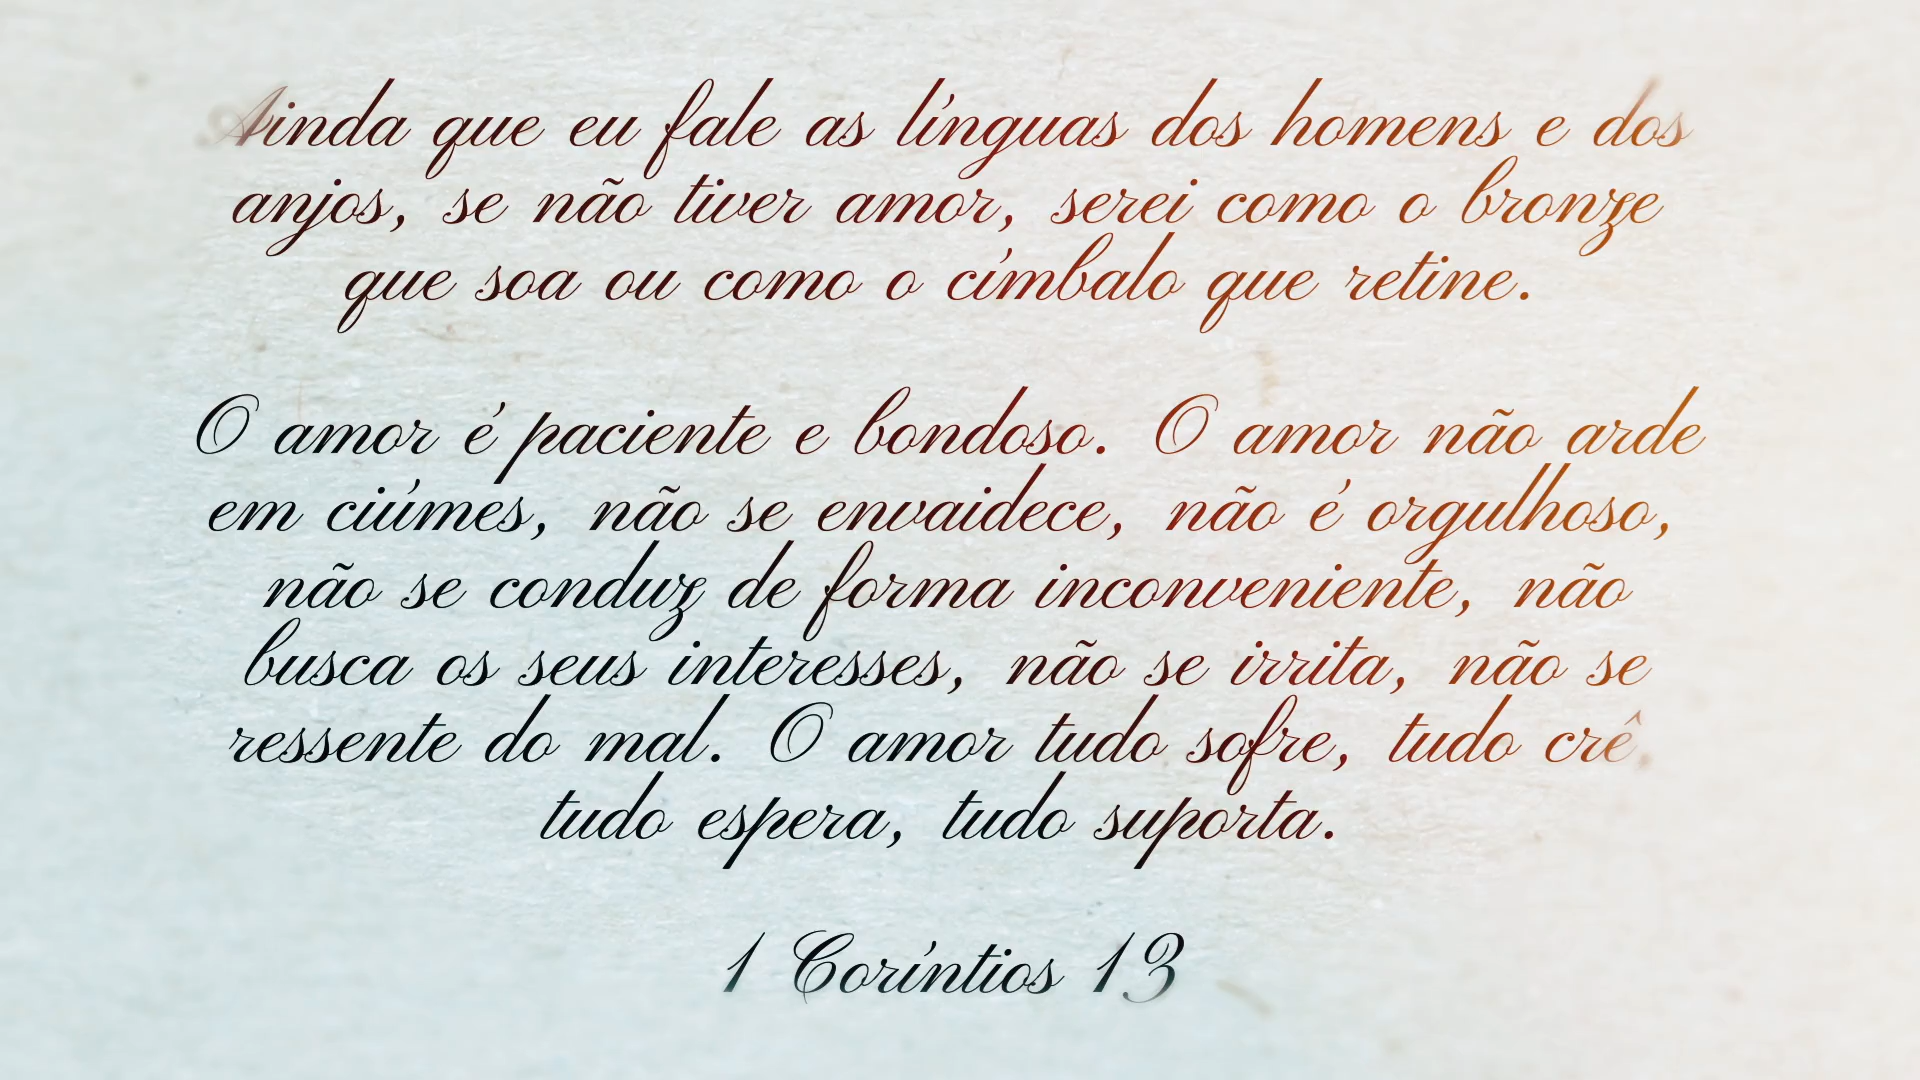 Ainda que eu fale as línguas dos homens e dos
anjos, se não tiver amor, serei como o bronze
que soa ou como o címbalo que retine.
O amor é paciente e bondoso. O amor não arde
em ciúmes, não se envaidece, não é orgulhoso,
não se conduz de forma inconveniente, não
busca os seus interesses, não se irrita, não se
ressente do mal. O amor tudo sofre, tudo crê,
tudo espera, tudo suporta.
1 Coríntios 13